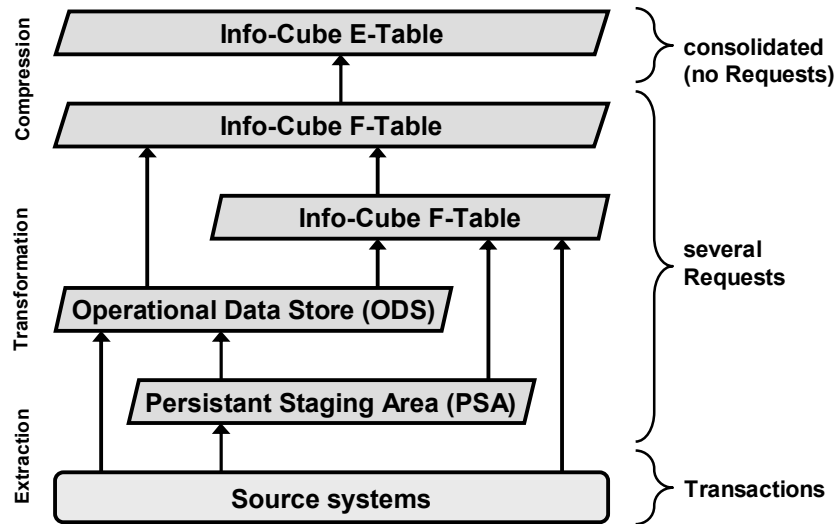 Compression
Info-Cube E-Table
consolidated
(no Requests)
Info-Cube F-Table
Transformation
Info-Cube F-Table
several
Requests
Operational Data Store (ODS)
Persistant Staging Area (PSA)
Extraction
Source systems
Transactions